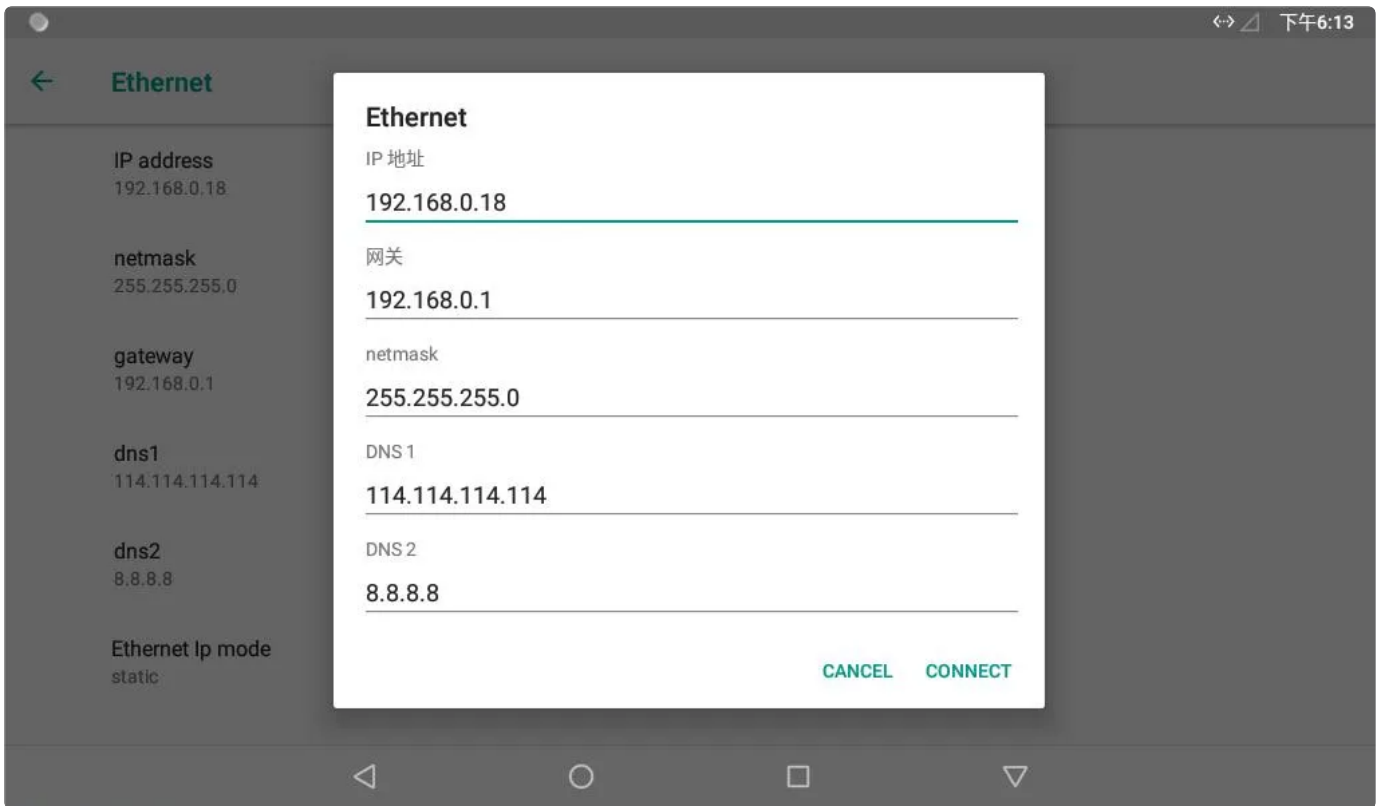 下午6:13
Ethernet
IP address
192.168.0.18
netmask
255.255.255.0
gateway
192.168.0.1
dns1
114.114.114.114
dns2
8.8.8.8
Ethernet Ip mode
static
Ethernet
IP 地址
192.168.0.18
网关
192.168.0.1
netmask
255.255.255.0
DNS 1
114.114.114.114
DNS 2
8.8.8.8
CANCEL CONNECT